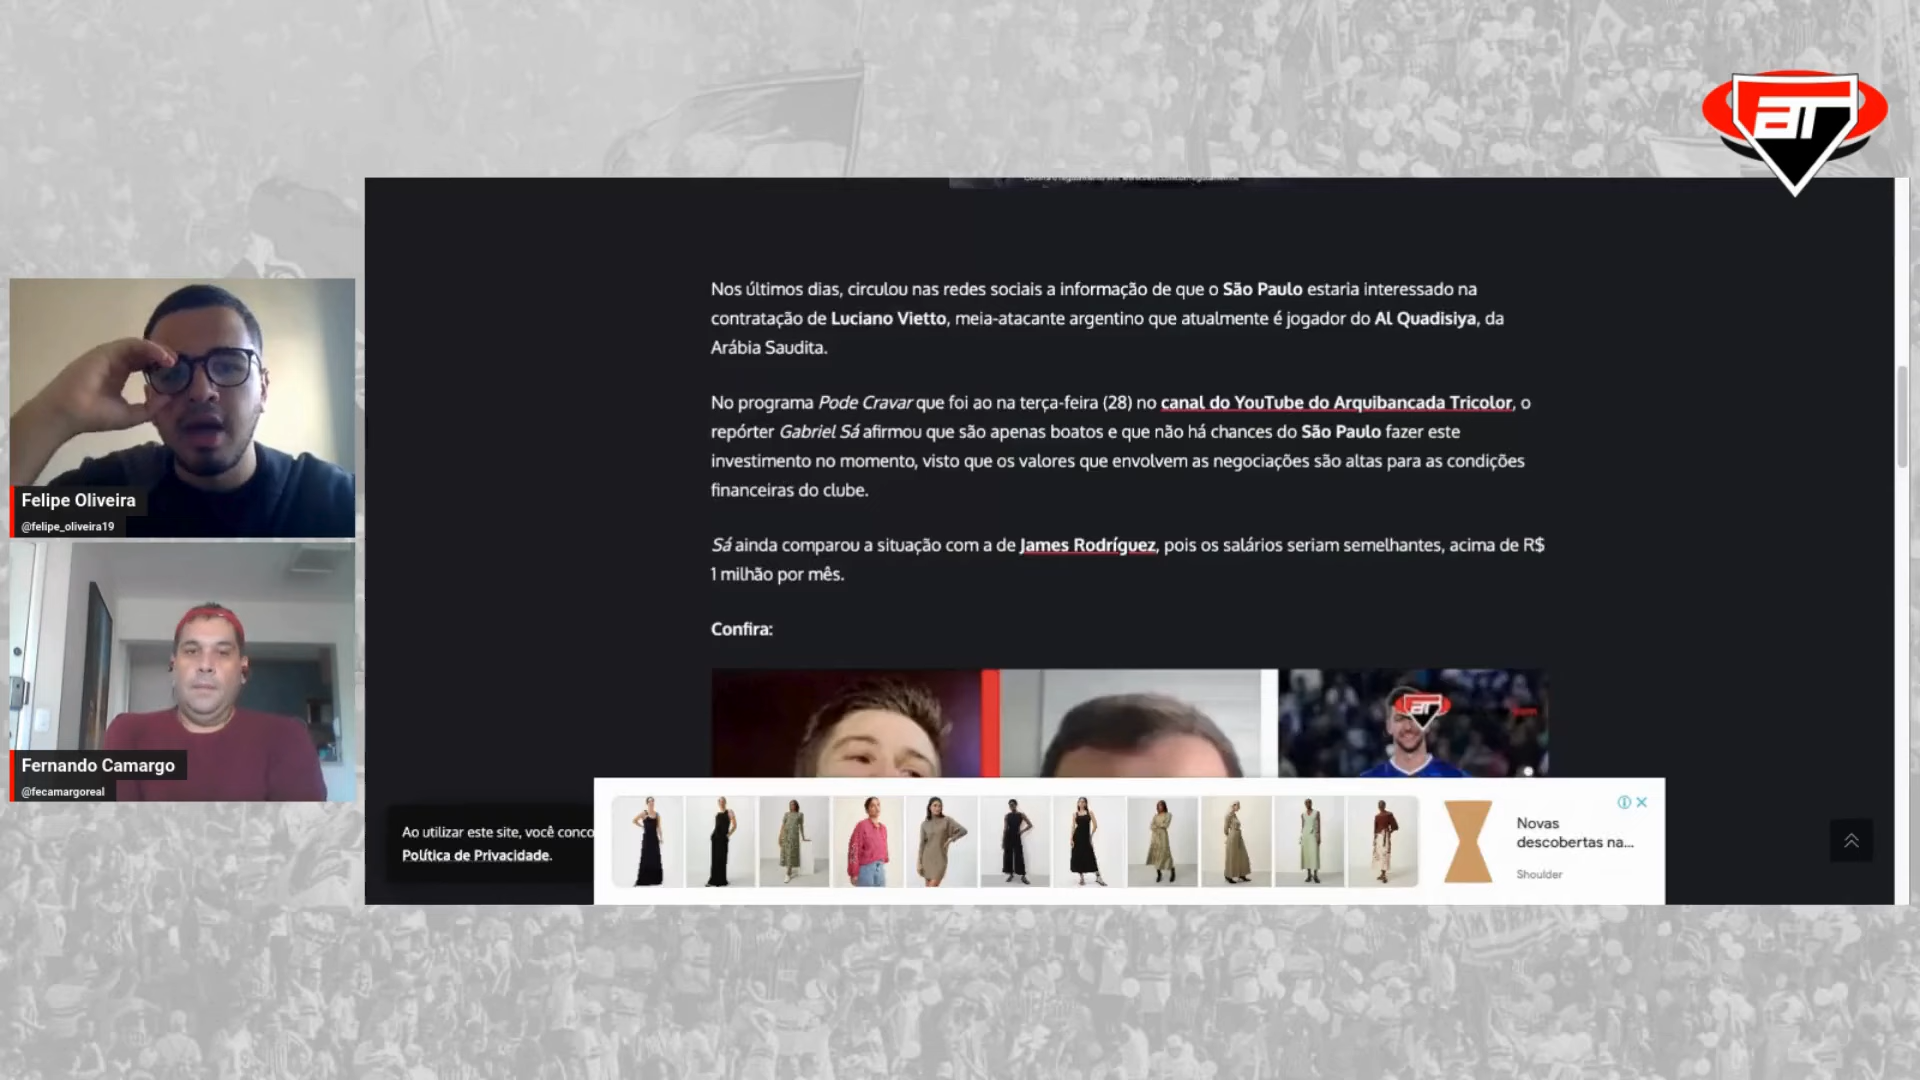 AT
Nos últimos dias, circulou nas redes sociais a informação de que o São Paulo estaria interessado na
contratação de Luciano Vietto, meia-atacante argentino que atualmente é jogador do Al Quadisiya, da
Arábia Saudita.
No programa Pode Cravar que foi ao na terça-feira (28) no canal do YouTube do Arquibancada Tricolor, o
repórter Gabriel Sá afirmou que são apenas boatos e que não há chances do São Paulo fazer este
investimento no momento, visto que os valores que envolvem as negociações são altas para as condições
financeiras do clube.
Sá ainda comparou a situação com a de James Rodríguez, pois os salários seriam semelhantes, acima de R$
1 milhão por mês.
Confira:
Felipe Oliveira
@felipe_oliveira19
Fernando Camargo
@fecamargoreal
Ao utilizar este site, você conco
Política de Privacidade.
Novas
descobertas na...
Shoulder